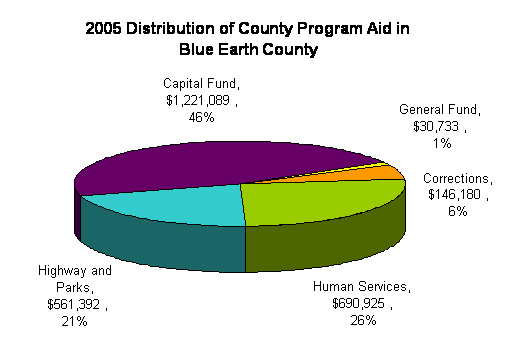 2005 Distribution of County Program Aid in
Blue Earth County
Capital Fund,
$1,221,089 ,
46%
General Fund,
$30,733 ,
1%
Corrections,
$146,180 ,
6%
Highway and
Parks,
$561,392 ,
21%
Human Services,
$690,925 ,
26%